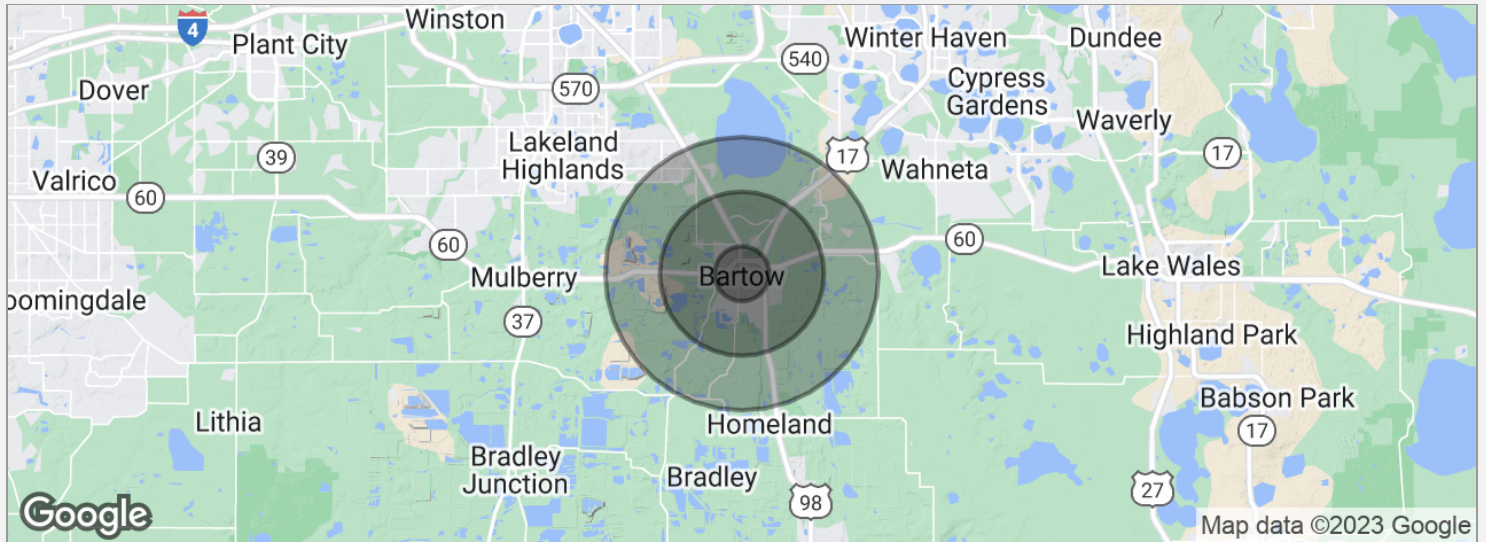 Winston
4
Plant City
Winter Haven
Dundee
540
Dover
570
Cypress
Gardens
Waverly
Lakeland
Highlands
39
17
17
Wahneta
Valrico
60
60
60
Mulberry
Bartow
Lake Wales
oomingdale
37
Highland Park
Babson Park
Lithia
Homeland
17
Bradley
Junction
Bradley
98
27
Google
Map data ©2023 Google